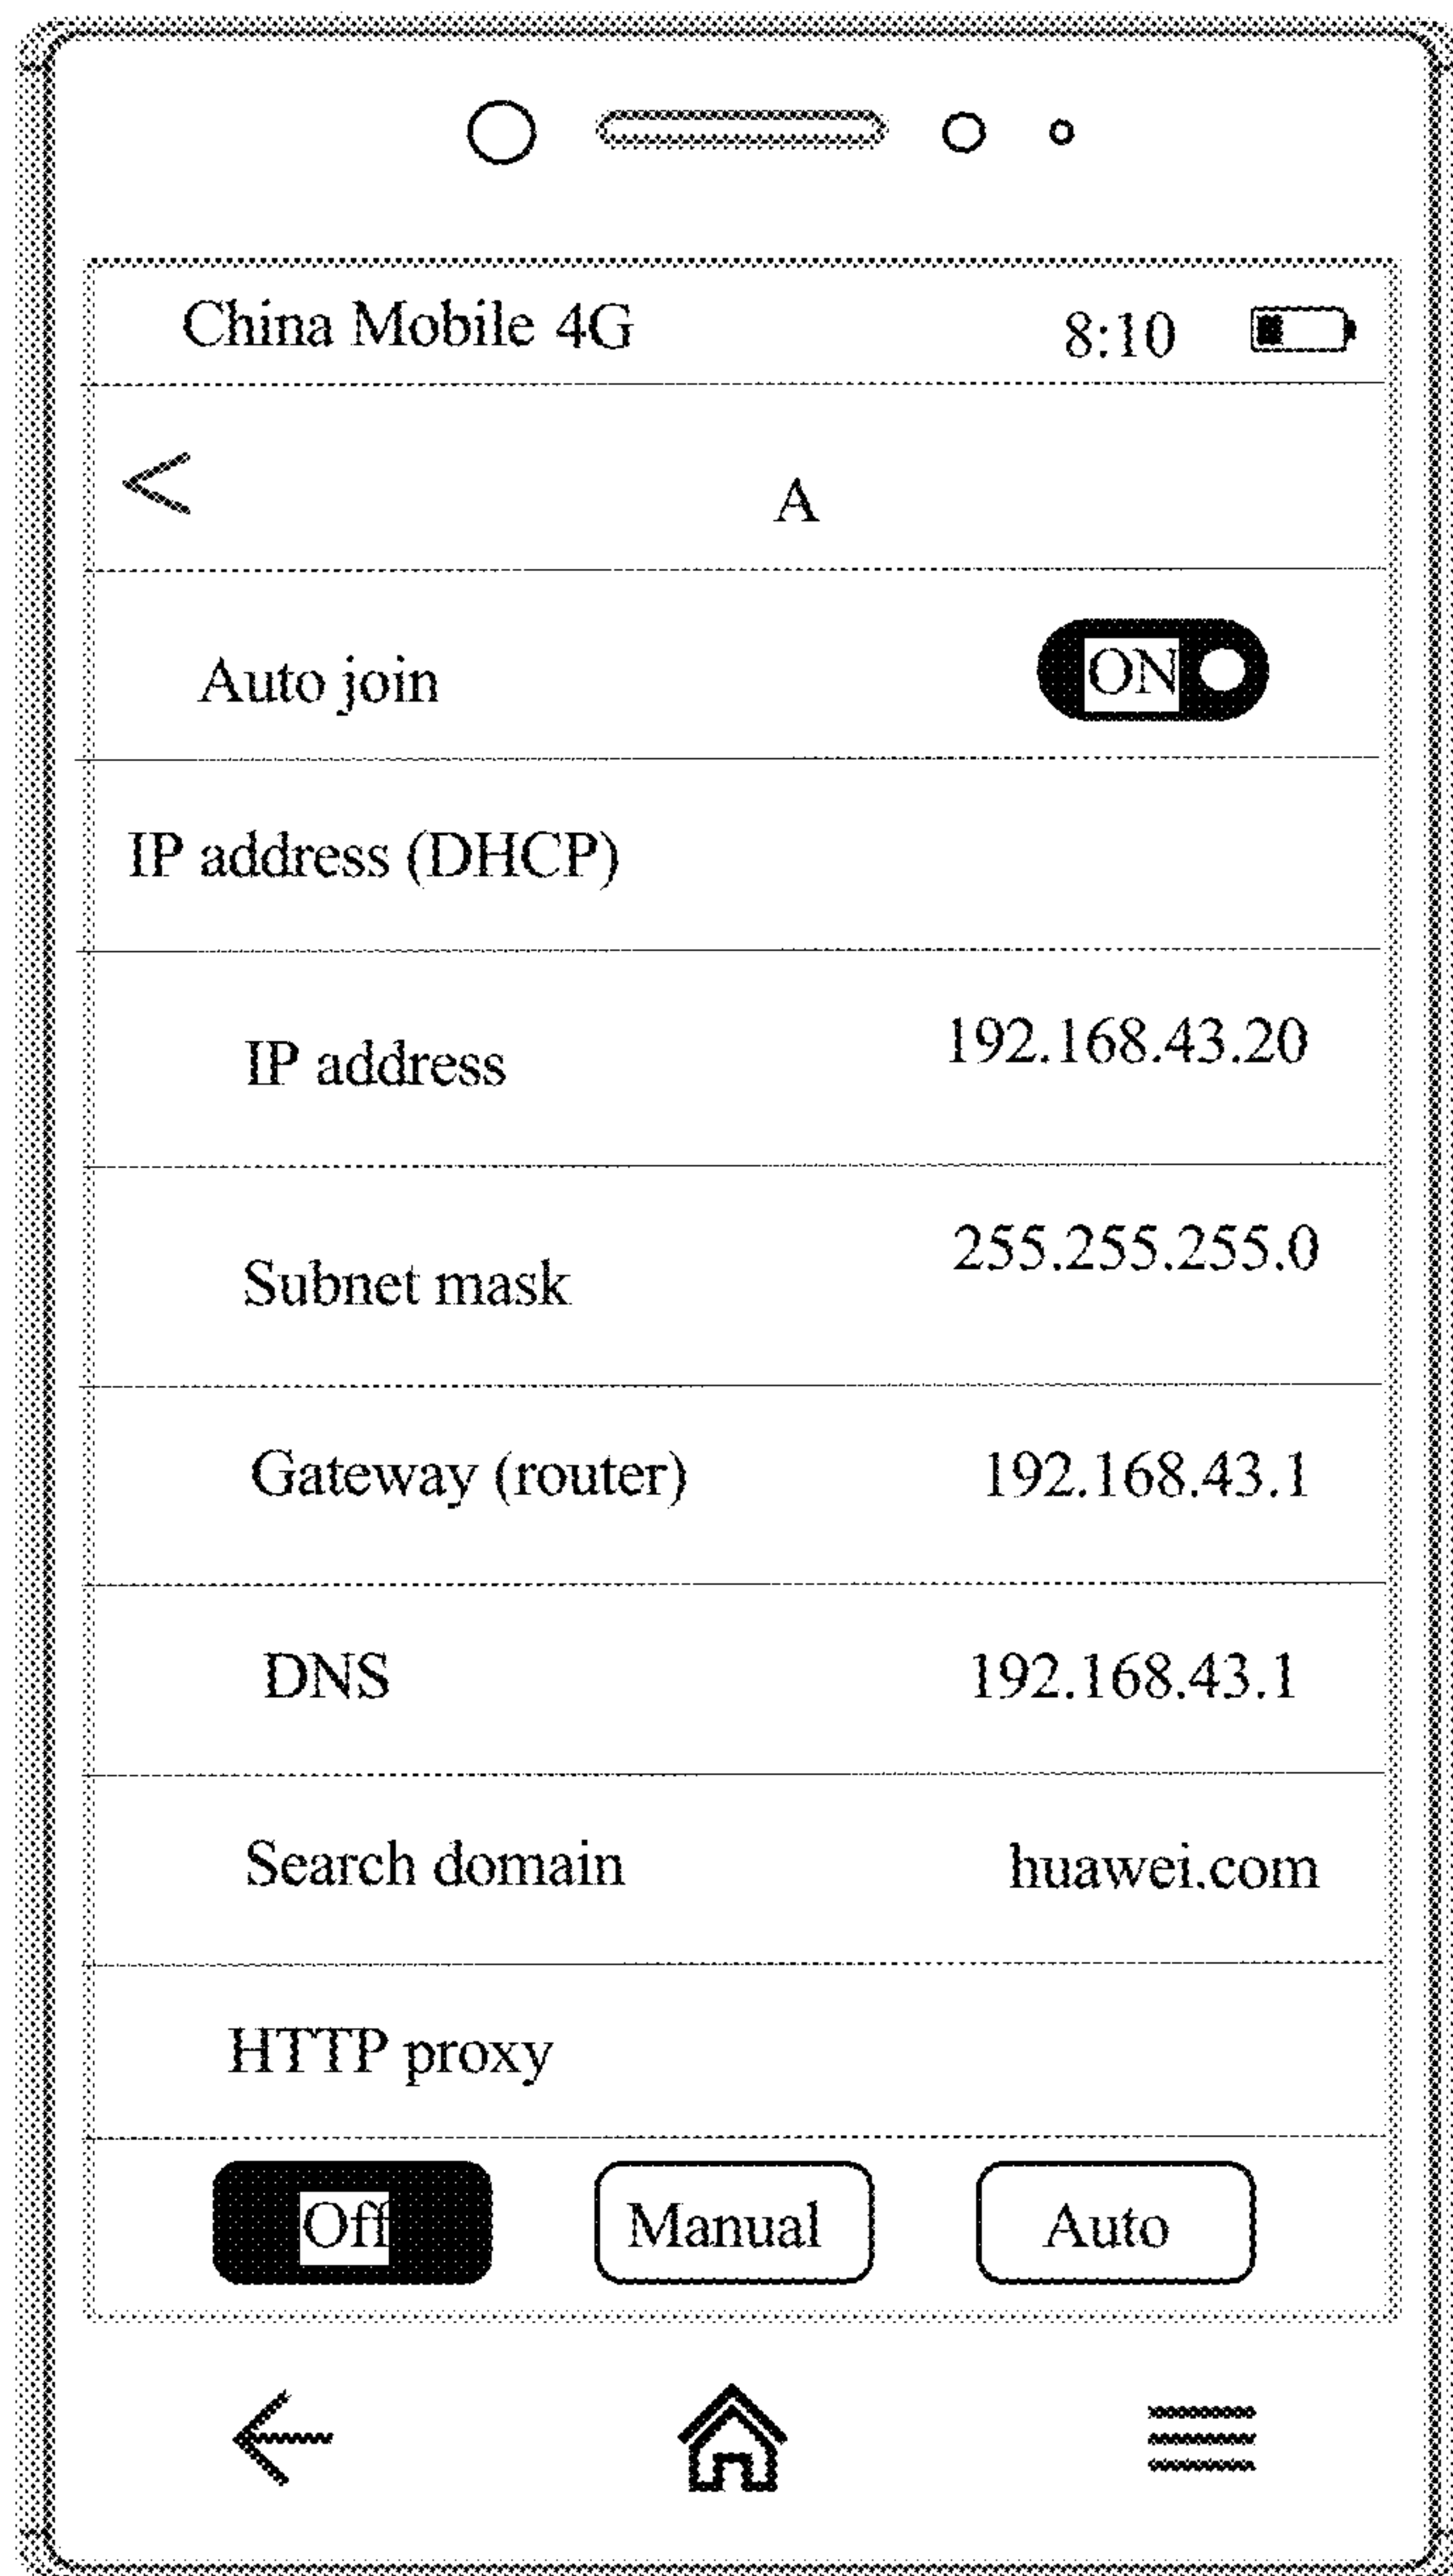 China Mobile 4G 8:10
< A
Auto join ON
IP address (DHCP)
IP address 192.168.43.20
Subnet mask 255.255.255.0
Gateway (router) 192.168.43.1
DNS 192.168.43.1
Search domain huawei.com
HTTP proxy
Off Manual Auto